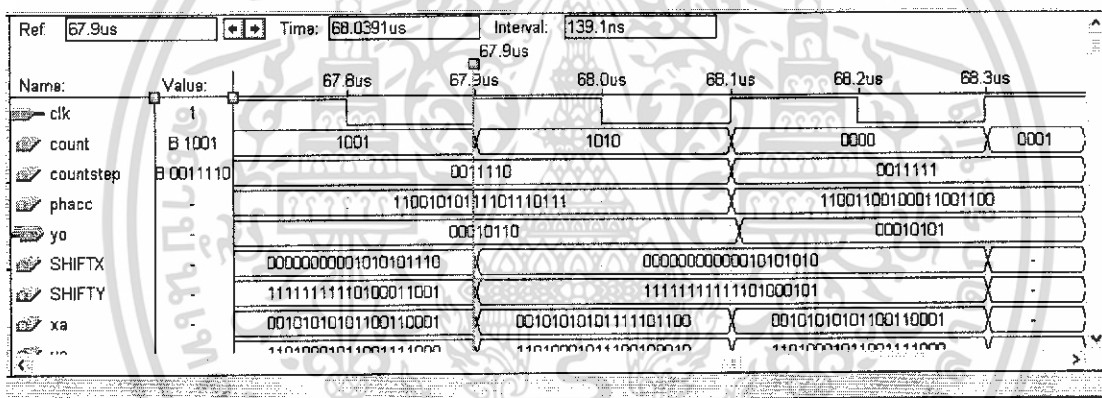 Ref: 67.9us Time: 68.0391us Interval: 139.1ns
67.9us
Name: Value: 67.8us 67.9us 68.0us 68.1us 68.2us 68.3us
clk 1
count B 1001 1001 1010 0000 0001
countstep B 0011110 0011110 0011111
phacc - 11001010111101110111 11001100100011001100
yo - 00010110 00010101
SHIFTX - 00000000001010101110 00000000000010101010 -
SHIFTY - 11111111110100011001 11111111111101000101 -
xa - 00101010101100110001 00101010101111101100 00101010101100110001 -